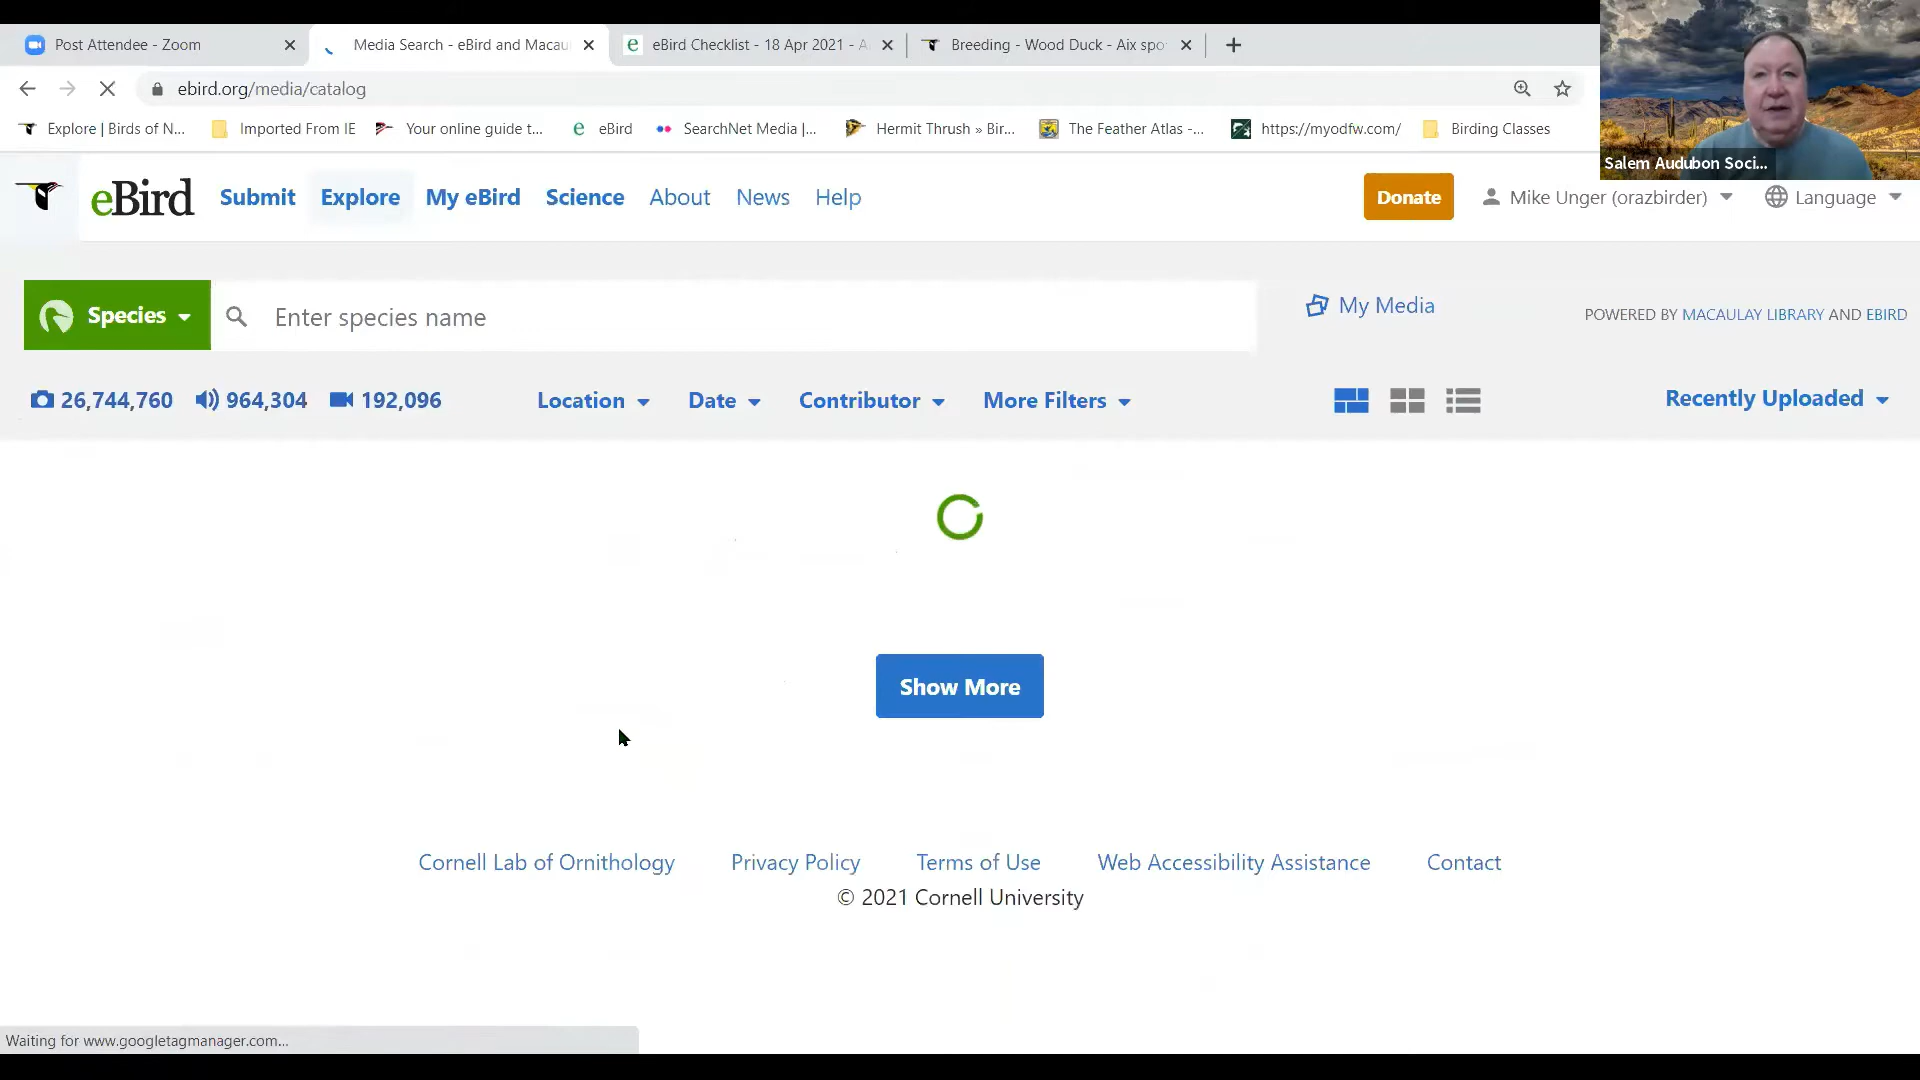 Post Attendee - Zoom
Media Search - eBird and Macau
eBird Checklist - 18 Apr 2021 - A
Breeding - Wood Duck - Aix spo
ebird.org/media/catalog
Explore | Birds of N...
Imported From IE
Your online guide t...
eBird
SearchNet Media |...
Hermit Thrush » Bir...
The Feather Atlas -...
https://myodfw.com/
Birding Classes
Salem Audubon Soci...
eBird
Submit
Explore
My eBird
Science
About
News
Help
Donate
Mike Unger (orazbirder)
Language
Species
Enter species name
My Media
POWERED BY MACAULAY LIBRARY AND EBIRD
26,744,760
964,304
192,096
Location
Date
Contributor
More Filters
Recently Uploaded
Show More
Cornell Lab of Ornithology
Privacy Policy
Terms of Use
Web Accessibility Assistance
Contact
© 2021 Cornell University
Waiting for www.googletagmanager.com...